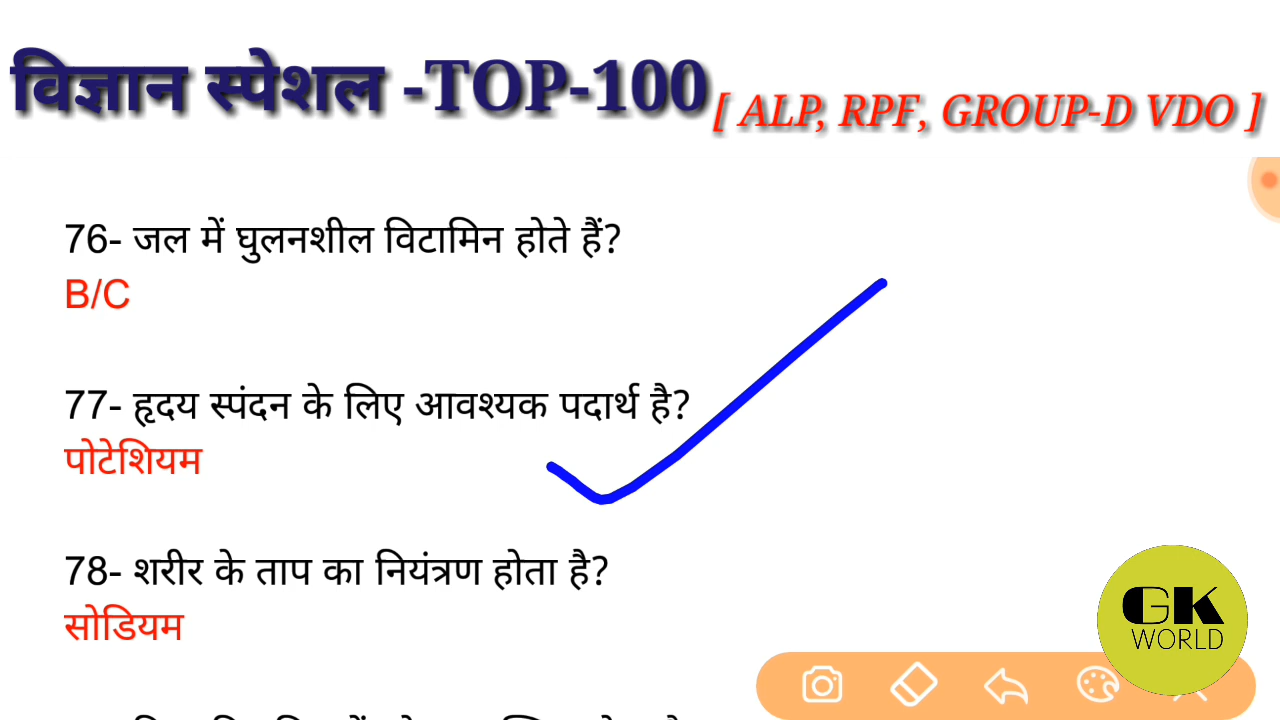 विज्ञान स्पेशल -TOP-100 [ ALP, RPF, GROUP-D VDO ]
76- जल में घुलनशील विटामिन होते हैं?
B/C
77- हृदय स्पंदन के लिए आवश्यक पदार्थ है?
पोटेशियम
78- शरीर के ताप का नियंत्रण होता है?
सोडियम
GK
WORLD